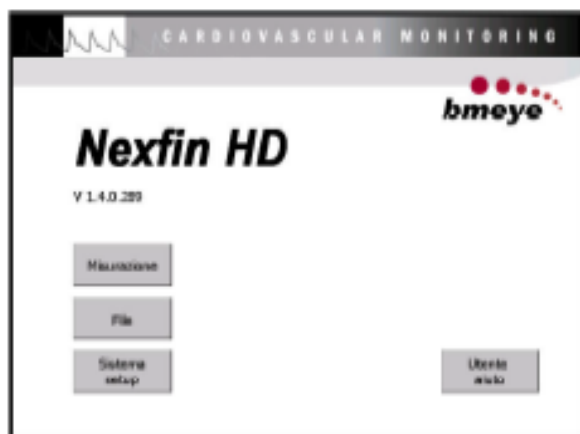 CARDIOVASCULAR MONITORING
bmeye
Nexfin HD
V 1.4.0.289
Misurazione
File
Sistema
setup
Utente
aiuto